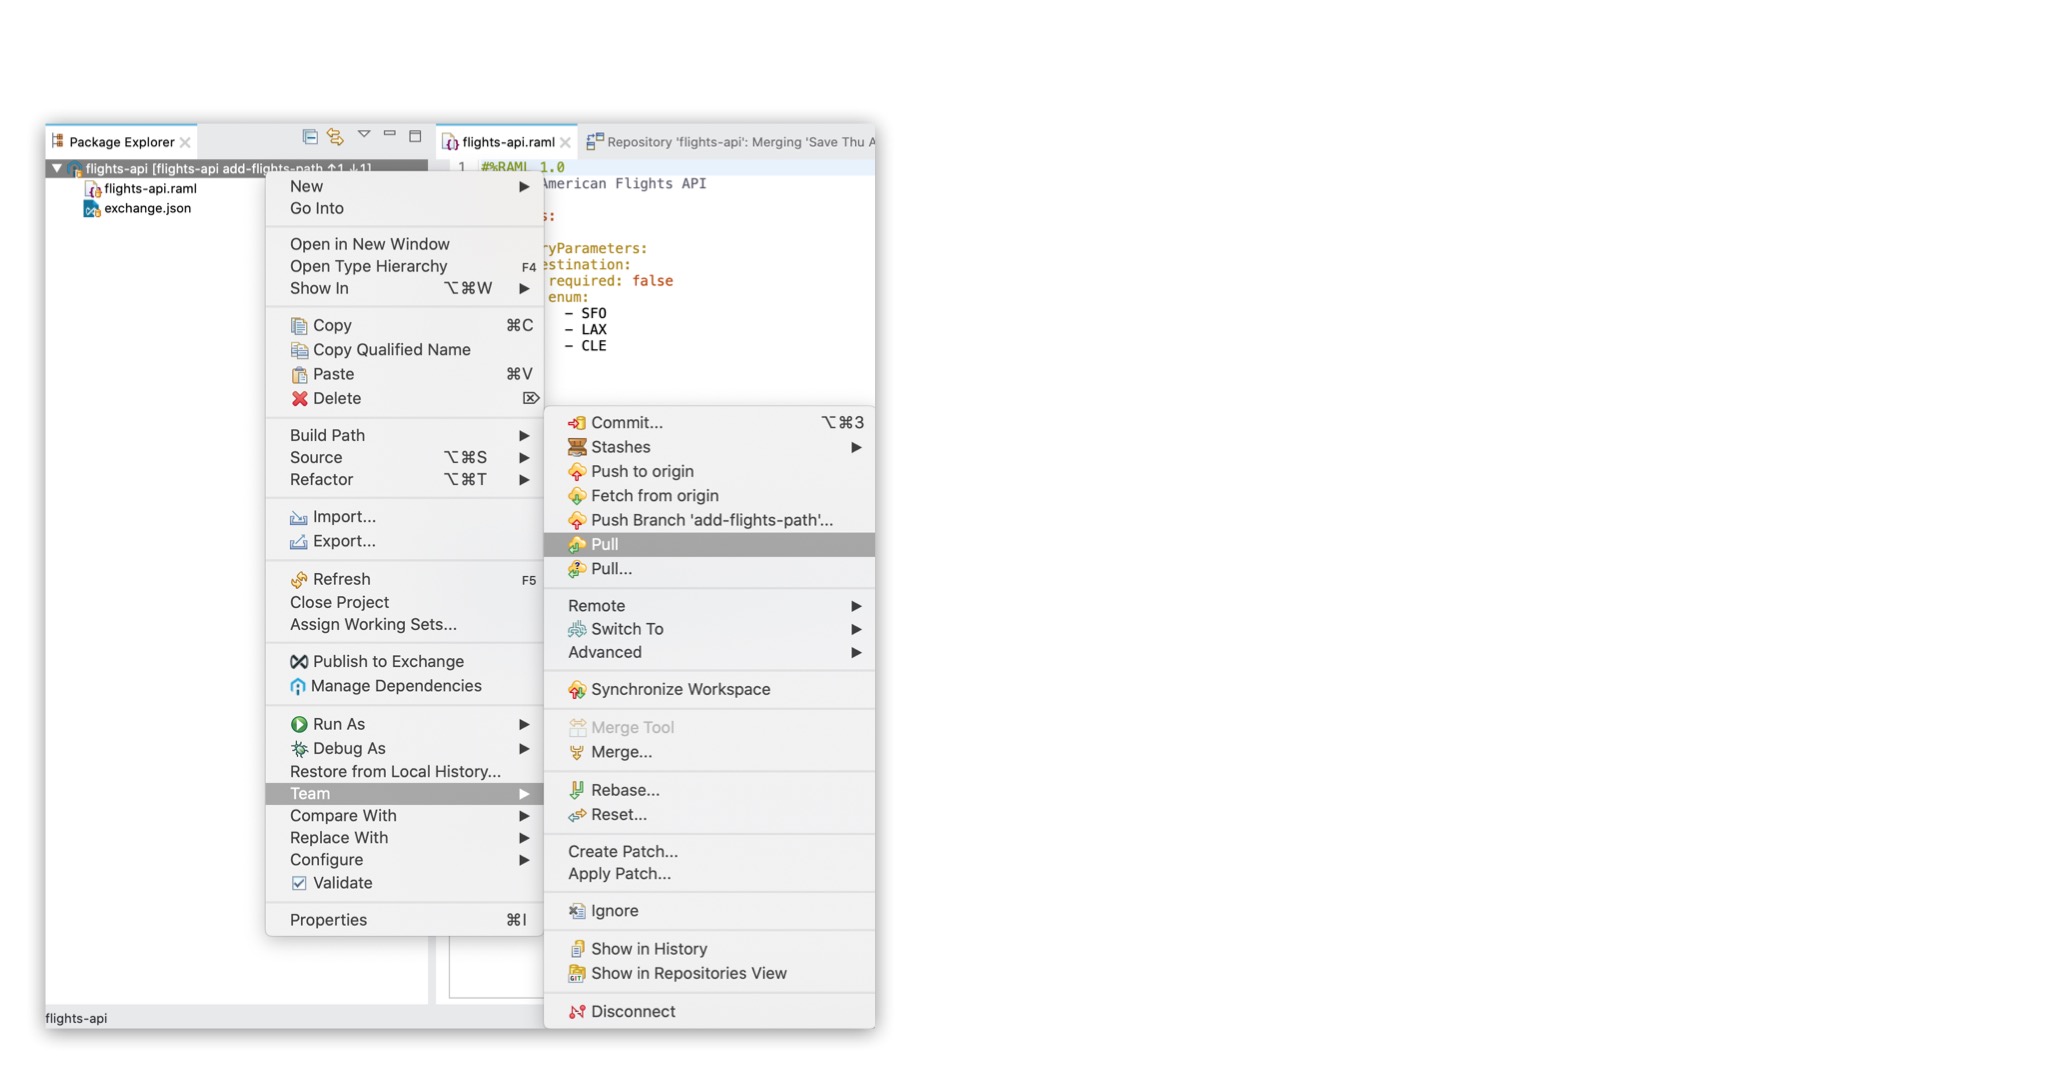 Package Explorer
flights-api [flights-api add-flights-path ↑1 ↓1]
flights-api.raml
exchange.json
flights-api.raml
Repository 'flights-api': Merging 'Save Thu A
1 #%RAML 1.0
American Flights API
s:
ryParameters:
estination:
required: false
enum:
- SFO
- LAX
- CLE
New
Go Into
Open in New Window
Open Type Hierarchy F4
Show In ⌥⌘W
Copy ⌘C
Copy Qualified Name
Paste ⌘V
Delete ⌦
Build Path
Source ⌥⌘S
Refactor ⌥⌘T
Import...
Export...
Refresh F5
Close Project
Assign Working Sets...
Publish to Exchange
Manage Dependencies
Run As
Debug As
Restore from Local History...
Team
Compare With
Replace With
Configure
Validate
Properties ⌘I
Commit... ⌥⌘3
Stashes
Push to origin
Fetch from origin
Push Branch 'add-flights-path'...
Pull
Pull...
Remote
Switch To
Advanced
Synchronize Workspace
Merge Tool
Merge...
Rebase...
Reset...
Create Patch...
Apply Patch...
Ignore
Show in History
Show in Repositories View
Disconnect
flights-api